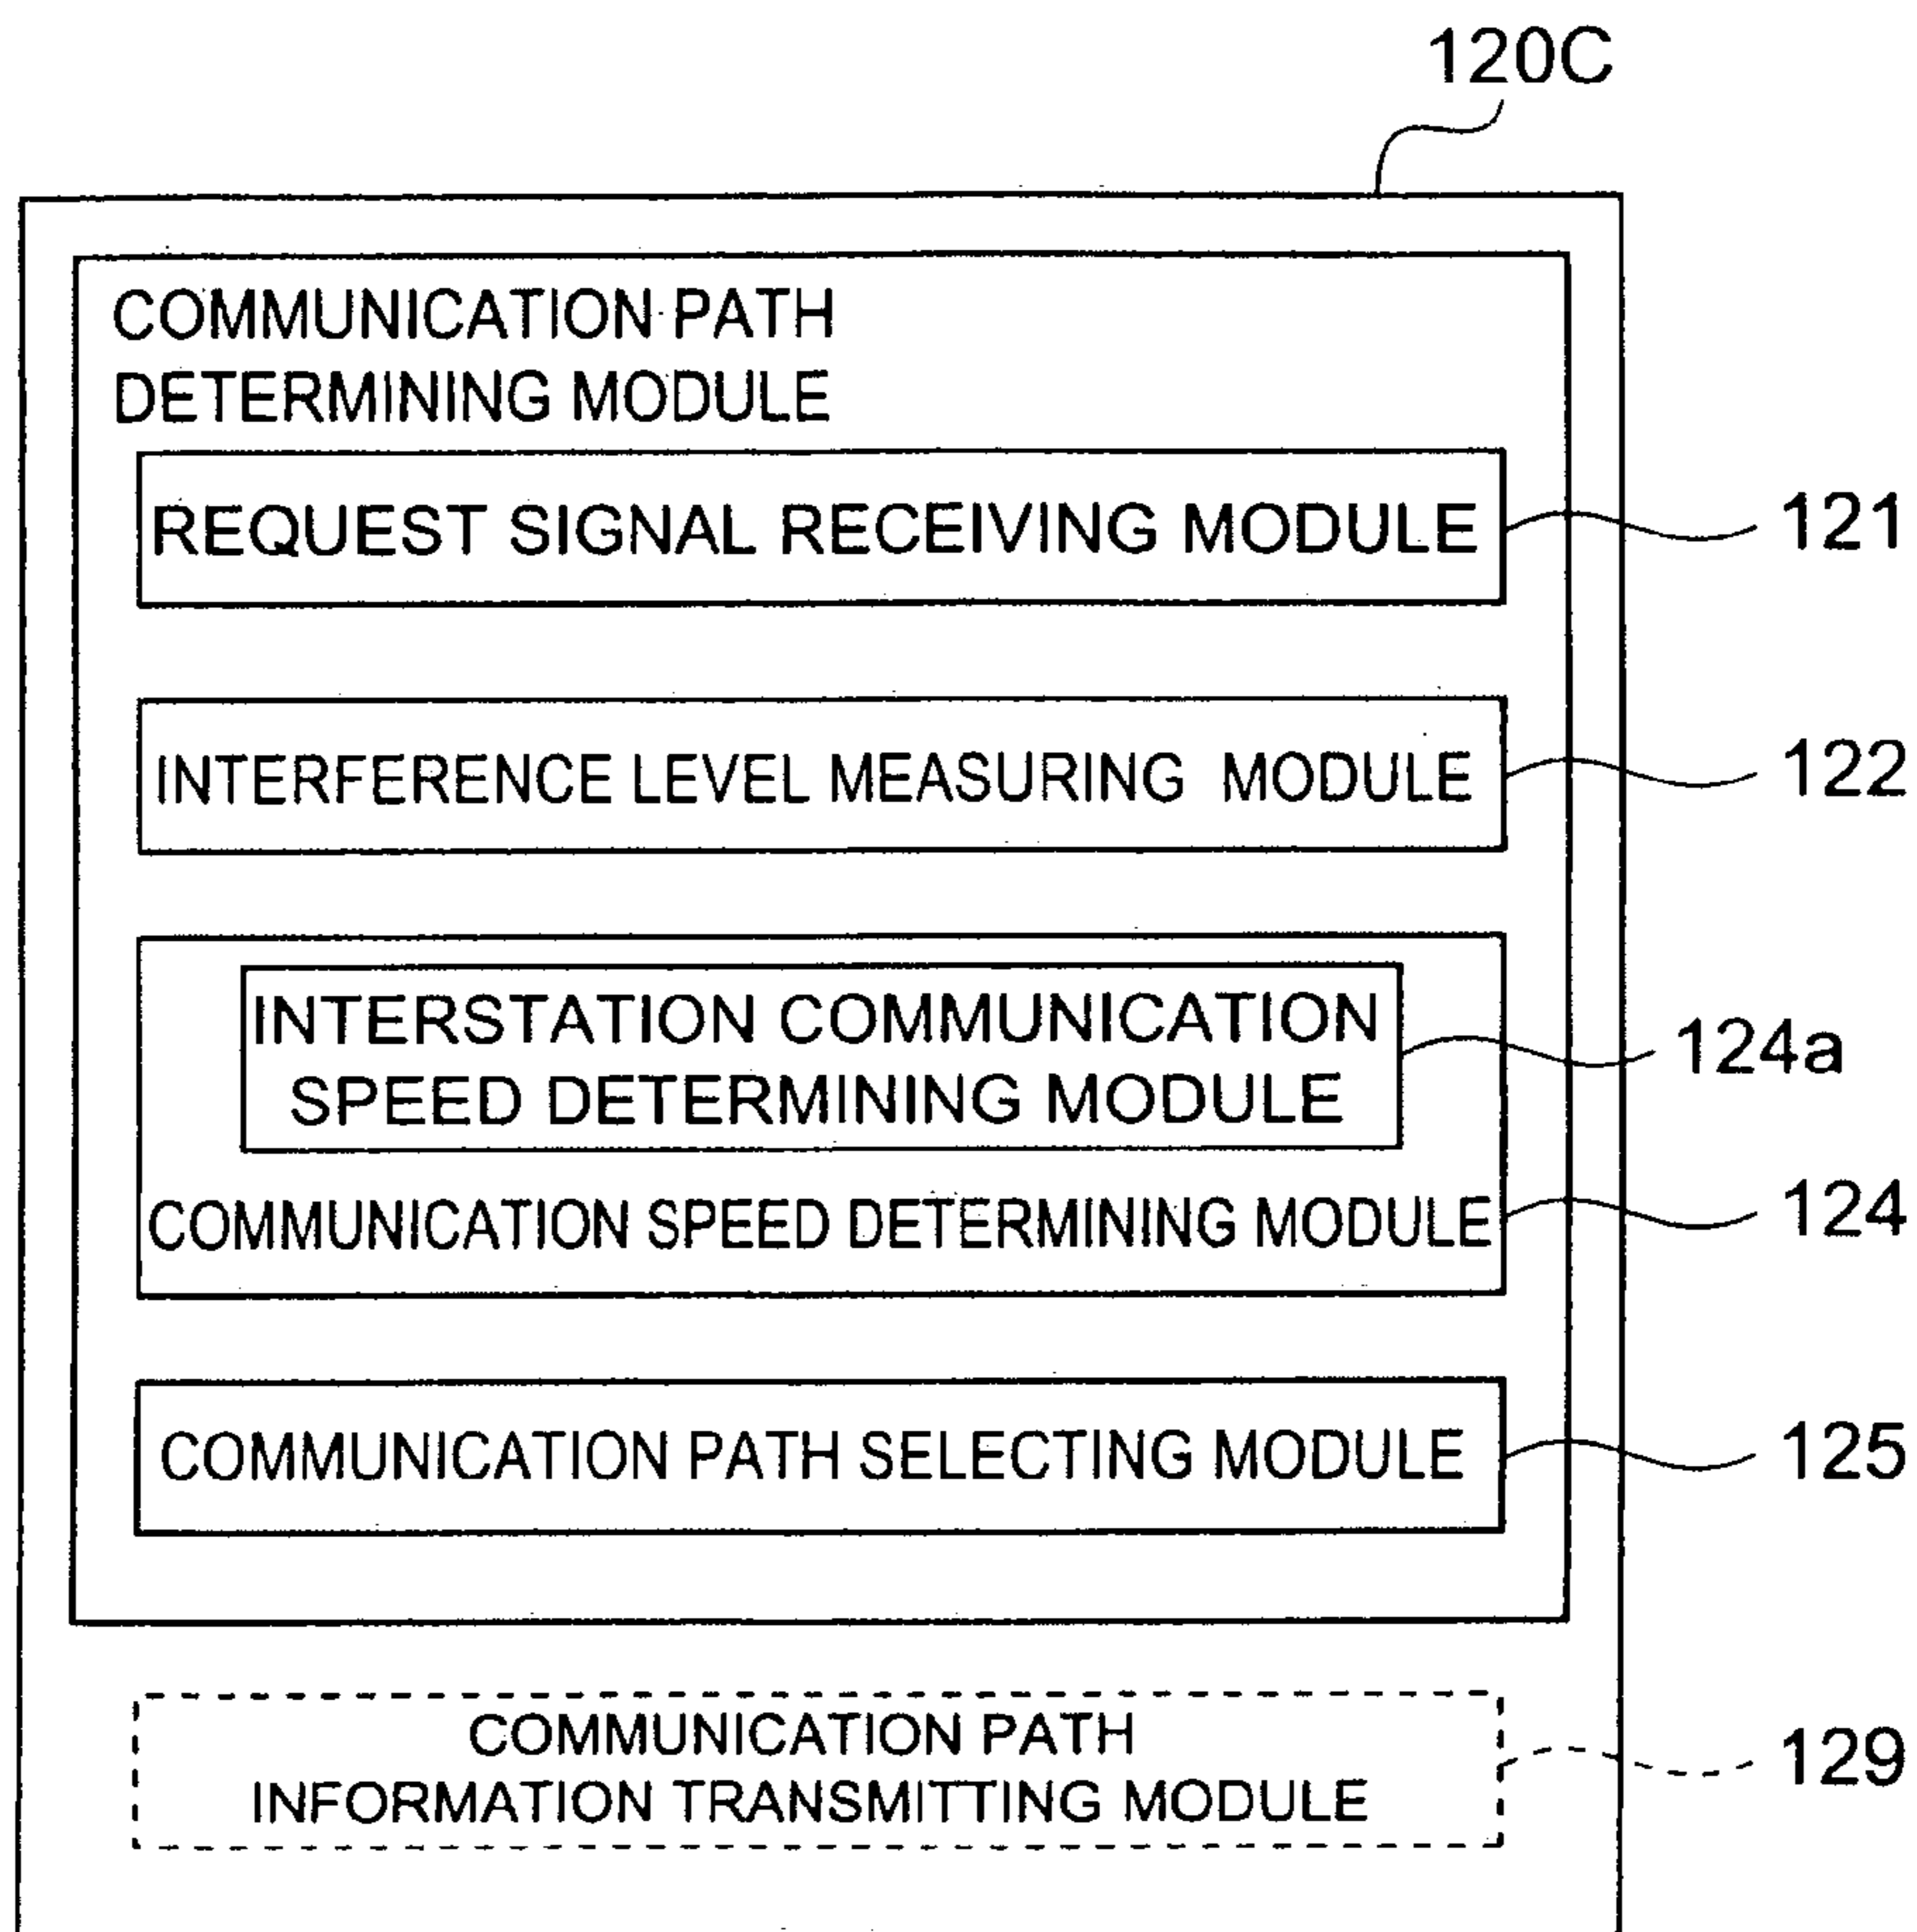 120C
COMMUNICATION PATH
DETERMINING MODULE
REQUEST SIGNAL RECEIVING MODULE
121
INTERFERENCE LEVEL MEASURING MODULE
122
INTERSTATION COMMUNICATION
SPEED DETERMINING MODULE
124a
COMMUNICATION SPEED DETERMINING MODULE
124
COMMUNICATION PATH SELECTING MODULE
125
COMMUNICATION PATH
INFORMATION TRANSMITTING MODULE
129